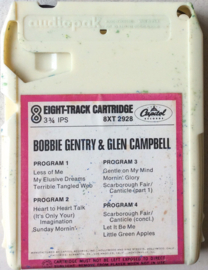 audiopak
8 EIGHT-TRACK CARTRIDGE
3¾ IPS 8XT 2928
Capitol
RECORDS
BOBBIE GENTRY & GLEN CAMPBELL
PROGRAM 1
Less of Me
My Elusive Dreams
Terrible Tangled Web
PROGRAM 2
Heart to Heart Talk
(It's Only Your)
Imagination
Sunday Mornin'
PROGRAM 3
Gentle on My Mind
Mornin' Glory
Scarborough Fair/
Canticle (part 1)
PROGRAM 4
Scarborough Fair/
Canticle (concl.)
Let It Be Me
Little Green Apples